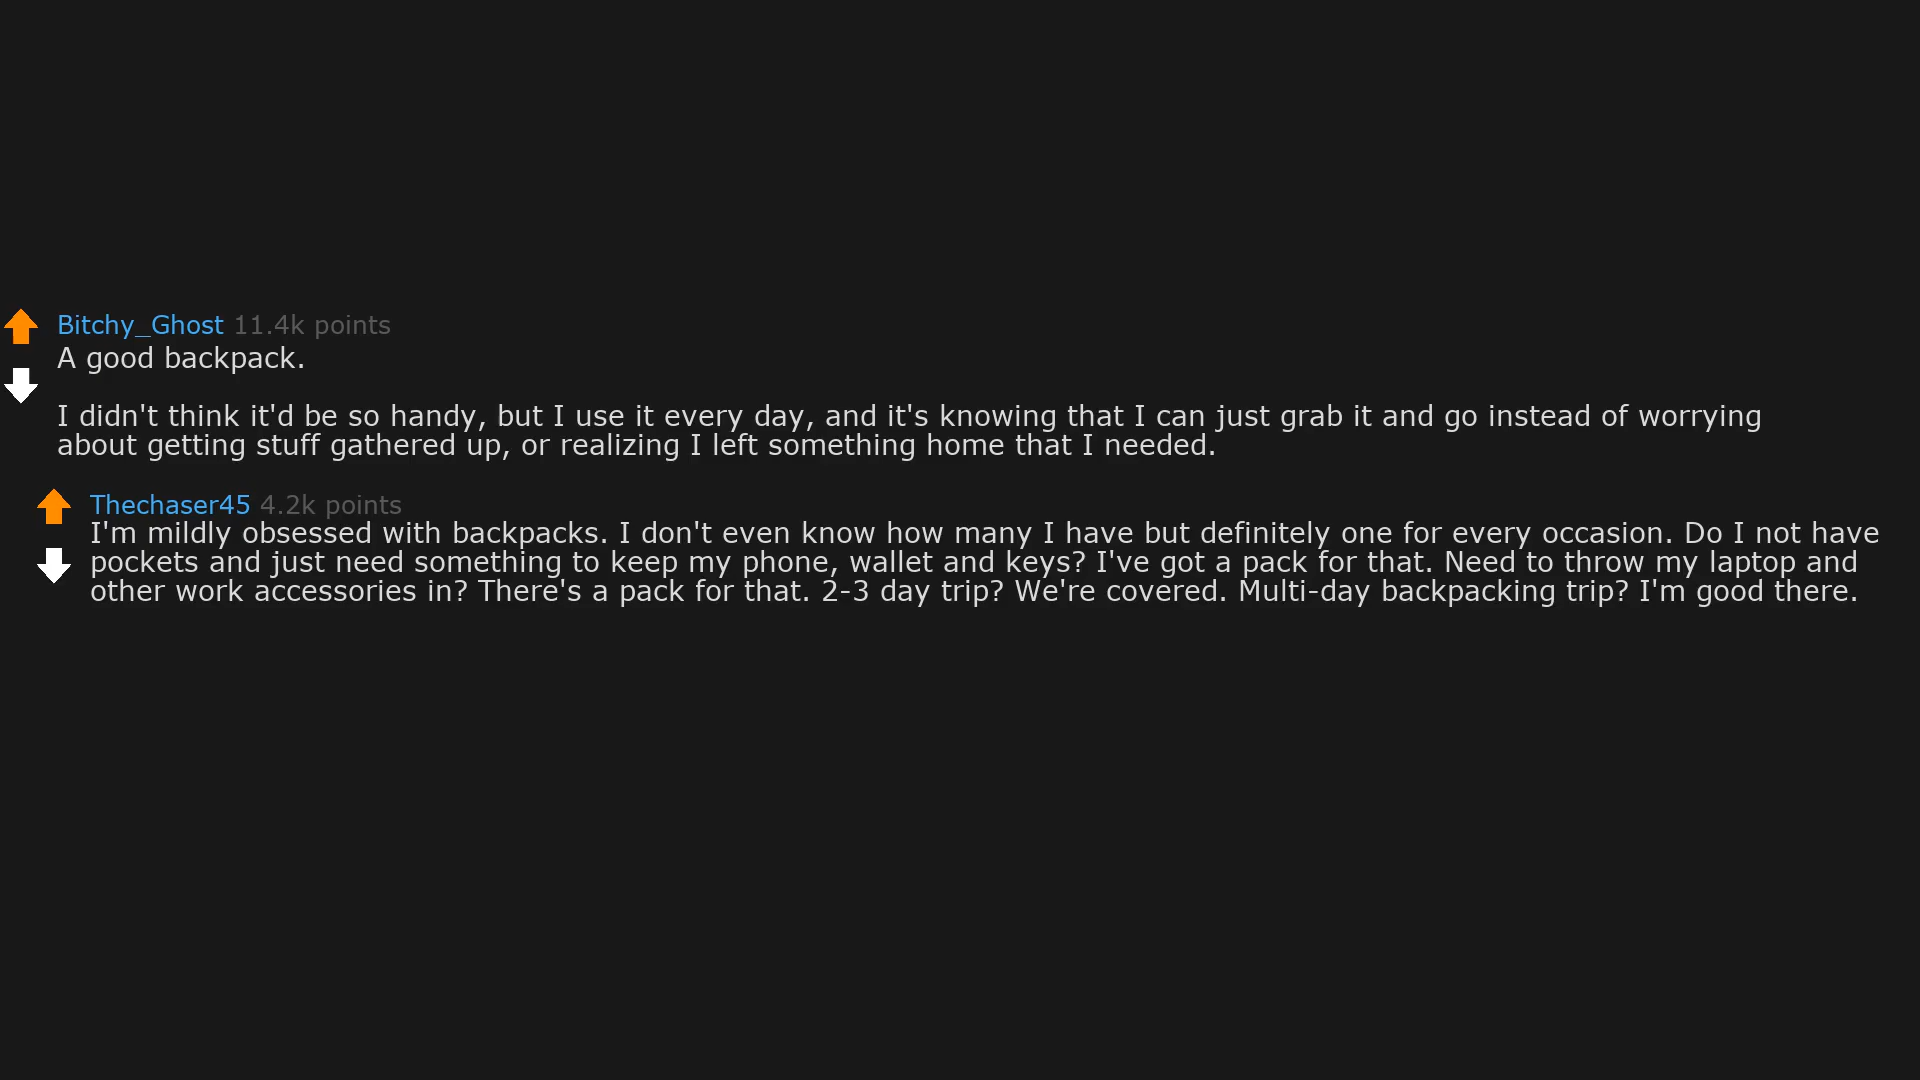 Bitchy_Ghost 11.4k points
A good backpack.
I didn't think it'd be so handy, but I use it every day, and it's knowing that I can just grab it and go instead of worrying
about getting stuff gathered up, or realizing I left something home that I needed.
Thechaser45 4.2k points
I'm mildly obsessed with backpacks. I don't even know how many I have but definitely one for every occasion. Do I not have
pockets and just need something to keep my phone, wallet and keys? I've got a pack for that. Need to throw my laptop and
other work accessories in? There's a pack for that. 2-3 day trip? We're covered. Multi-day backpacking trip? I'm good there.